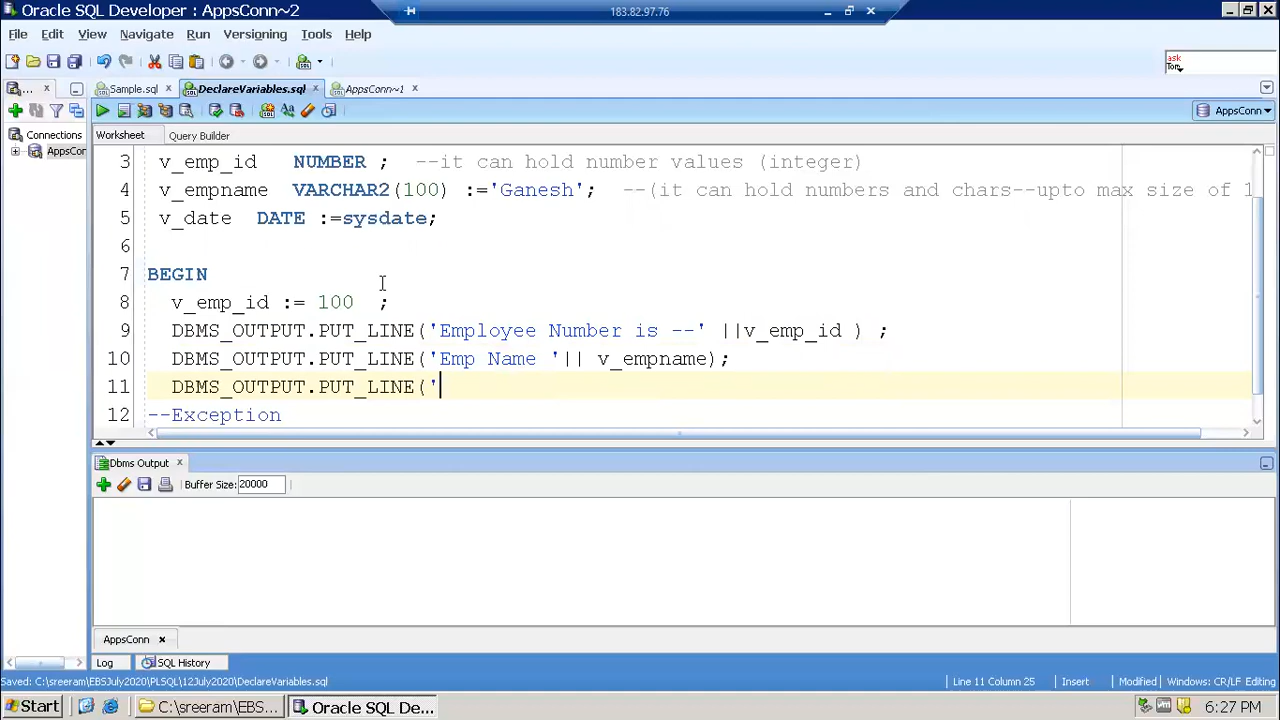 Oracle SQL Developer : AppsConn~2
183.82.97.76
File Edit View Navigate Run Versioning Tools Help
ask
Tom
Sample.sql DeclareVariables.sql AppsConn~1
AppsConn
Worksheet Query Builder
Connections
AppsCor
3 v_emp_id NUMBER ; --it can hold number values (integer)
4 v_empname VARCHAR2(100) :='Ganesh'; --(it can hold numbers and chars--upto max size of 1
5 v_date DATE :=sysdate;
6
7 BEGIN
8 v_emp_id := 100 ;
9 DBMS_OUTPUT.PUT_LINE('Employee Number is --' ||v_emp_id ) ;
10 DBMS_OUTPUT.PUT_LINE('Emp Name '|| v_empname);
11 DBMS_OUTPUT.PUT_LINE('
12 --Exception
Dbms Output
Buffer Size: 20000
AppsConn
Log SQL History
Saved: C:\sreeram\EBSJuly2020\PLSQL\12July2020\DeclareVariables.sql
Line 11 Column 25 Insert Modified Windows: CR/LF Editing
Start C:\sreeram\EBS... Oracle SQL De... 6:27 PM